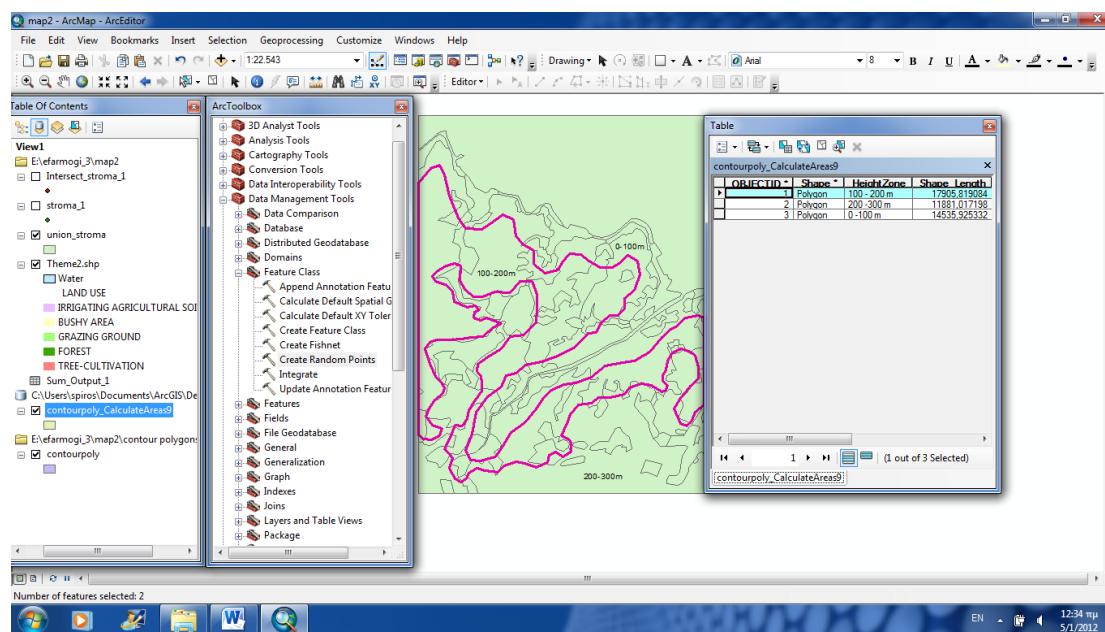 map2 - ArcMap - ArcEditor
File Edit View Bookmarks Insert Selection Geoprocessing Customize Windows Help
1:22.543
Drawing
A
Arial
8
B I U A
Editor
Table Of Contents
View1
E:\efarmogi_3\map2
Intersect_stroma_1
stroma_1
union_stroma
Theme2.shp
Water
LAND USE
IRRIGATING AGRICULTURAL SOI
BUSHY AREA
GRAZING GROUND
FOREST
TREE-CULTIVATION
Sum_Output_1
C:\Users\spiros\Documents\ArcGIS\De
contourpoly_CalculateAreas9
E:\efarmogi_3\map2\contour polygons
contourpoly
ArcToolbox
3D Analyst Tools
Analysis Tools
Cartography Tools
Conversion Tools
Data Interoperability Tools
Data Management Tools
Data Comparison
Database
Distributed Geodatabase
Domains
Feature Class
Append Annotation Featu
Calculate Default Spatial G
Calculate Default XY Toler
Create Feature Class
Create Fishnet
Create Random Points
Integrate
Update Annotation Featur
Features
Fields
File Geodatabase
General
Generalization
Graph
Indexes
Joins
Layers and Table Views
Package
0-100m
100-200m
200-300m
Table
contourpoly_CalculateAreas9
OBJECTID * Shape * HeightZone Shape_Length
1 Polygon 100 - 200 m 17905,819084
2 Polygon 200 -300 m 11881,017198
3 Polygon 0 -100 m 14535,925332
1 (1 out of 3 Selected)
contourpoly_CalculateAreas9
Number of features selected: 2
EN
12:34 πμ
5/1/2012